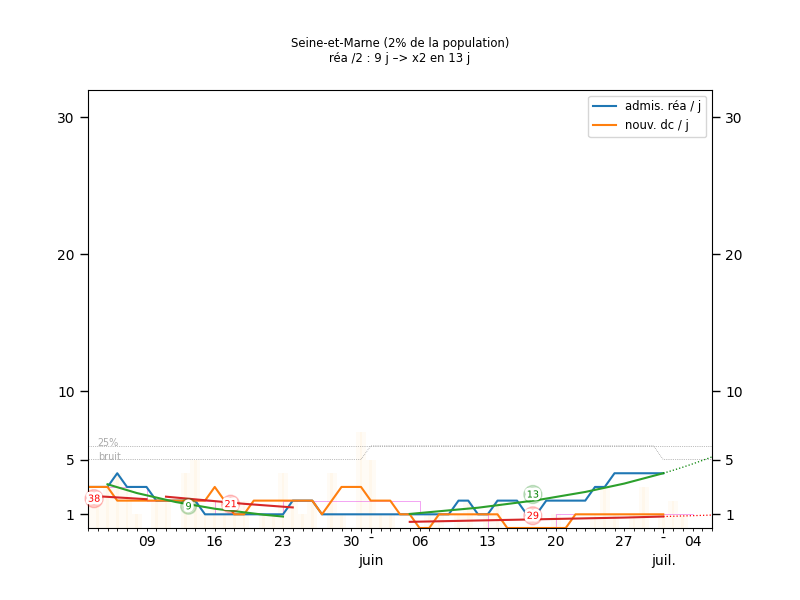 Seine-et-Marne (2% de la population)
réa /2 : 9 j –> x2 en 13 j
admis. réa / j
nouv. dc / j
30 30
20 20
10 10
25%
bruit
5 5
38 9 21 13 29
1 1
09 16 23 30 - 06 13 20 27 - 04
juin juil.